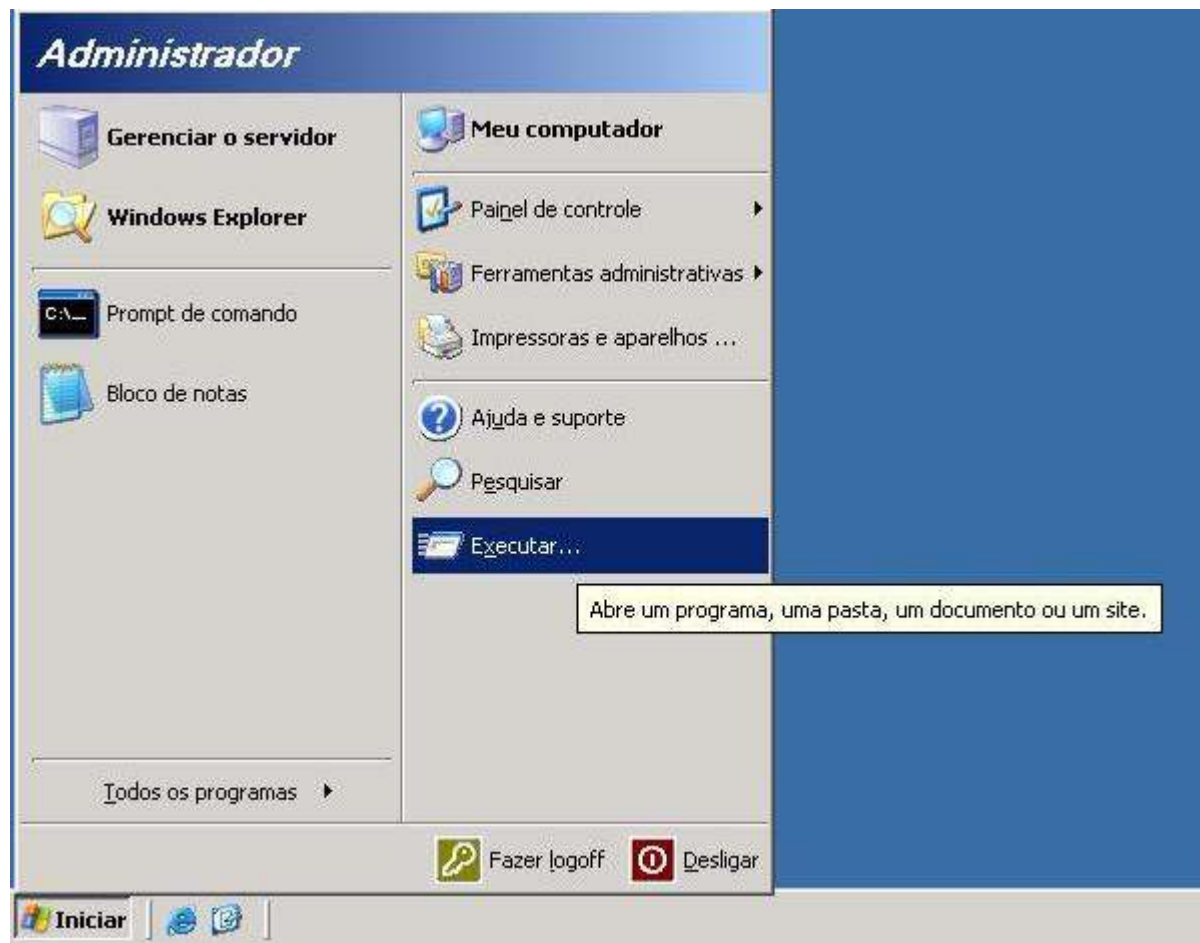 Administrador
Gerenciar o servidor
Windows Explorer
C:\_
Prompt de comando
Bloco de notas
Todos os programas
Meu computador
Painel de controle
Ferramentas administrativas
Impressoras e aparelhos ...
Ajuda e suporte
Pesquisar
Executar...
Abre um programa, uma pasta, um documento ou um site.
Fazer logoff
Desligar
Iniciar